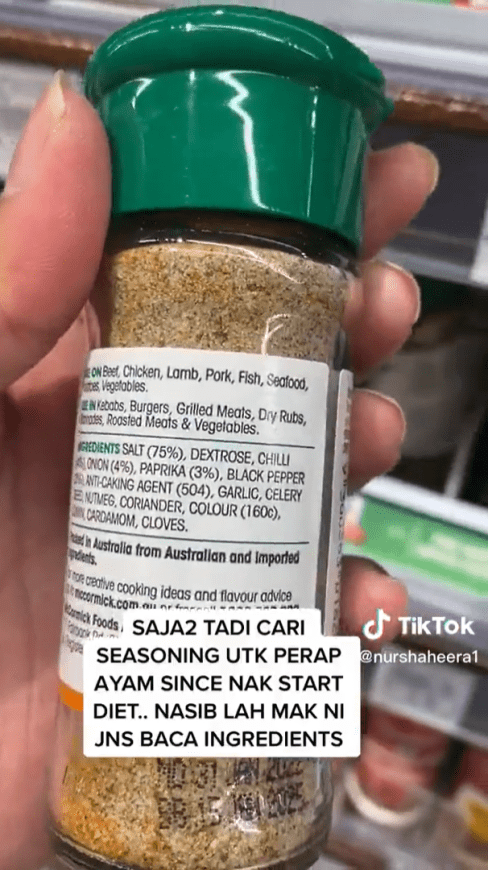 ON Beef, Chicken, Lamb, Pork, Fish, Seafood,
Vegetables.
IN Kebabs, Burgers, Grilled Meats, Dry Rubs,
Roasted Meats & Vegetables.
INGREDIENTS SALT (75%), DEXTROSE, CHILLI
ONION (4%), PAPRIKA (3%), BLACK PEPPER
ANTI-CAKING AGENT (504), GARLIC, CELERY
NUTMEG, CORIANDER, COLOUR (160c),
CARDAMOM, CLOVES.
in Australia from Australian and Imported
more creative cooking ideas and flavour advice
mccormick.com.au
McCormick Foods
SAJA2 TADI CARI
SEASONING UTK PERAP
AYAM SINCE NAK START
DIET.. NASIB LAH MAK NI
JNS BACA INGREDIENTS
TikTok
@nurshaheera1